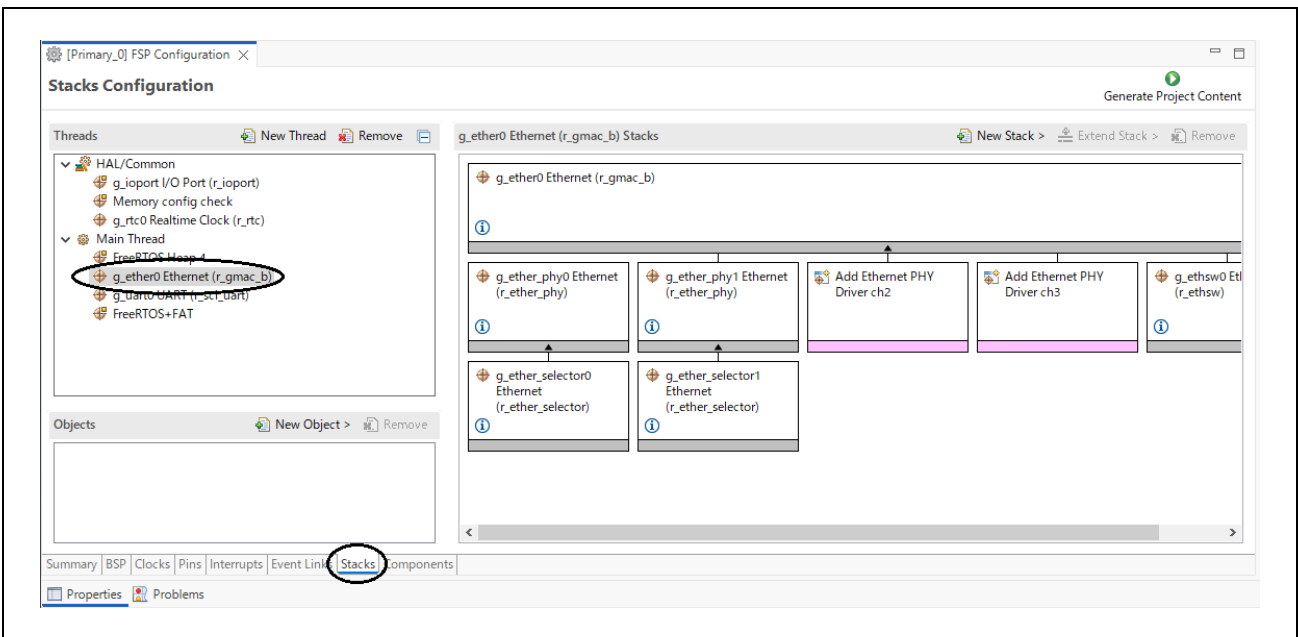 [Primary_0] FSP Configuration
Stacks Configuration
Generate Project Content
Threads
New Thread
Remove
HAL/Common
g_ioport I/O Port (r_ioport)
Memory config check
g_rtc0 Realtime Clock (r_rtc)
Main Thread
FreeRTOS Heap 4
g_ether0 Ethernet (r_gmac_b)
g_uart0 UART (r_sci_uart)
FreeRTOS+FAT
Objects
New Object >
Remove
g_ether0 Ethernet (r_gmac_b) Stacks
New Stack >
Extend Stack >
Remove
g_ether0 Ethernet (r_gmac_b)
g_ether_phy0 Ethernet
(r_ether_phy)
g_ether_phy1 Ethernet
(r_ether_phy)
Add Ethernet PHY
Driver ch2
Add Ethernet PHY
Driver ch3
g_ethsw0 Etl
(r_ethsw)
g_ether_selector0
Ethernet
(r_ether_selector)
g_ether_selector1
Ethernet
(r_ether_selector)
Summary BSP Clocks Pins Interrupts Event Links Stacks Components
Properties Problems